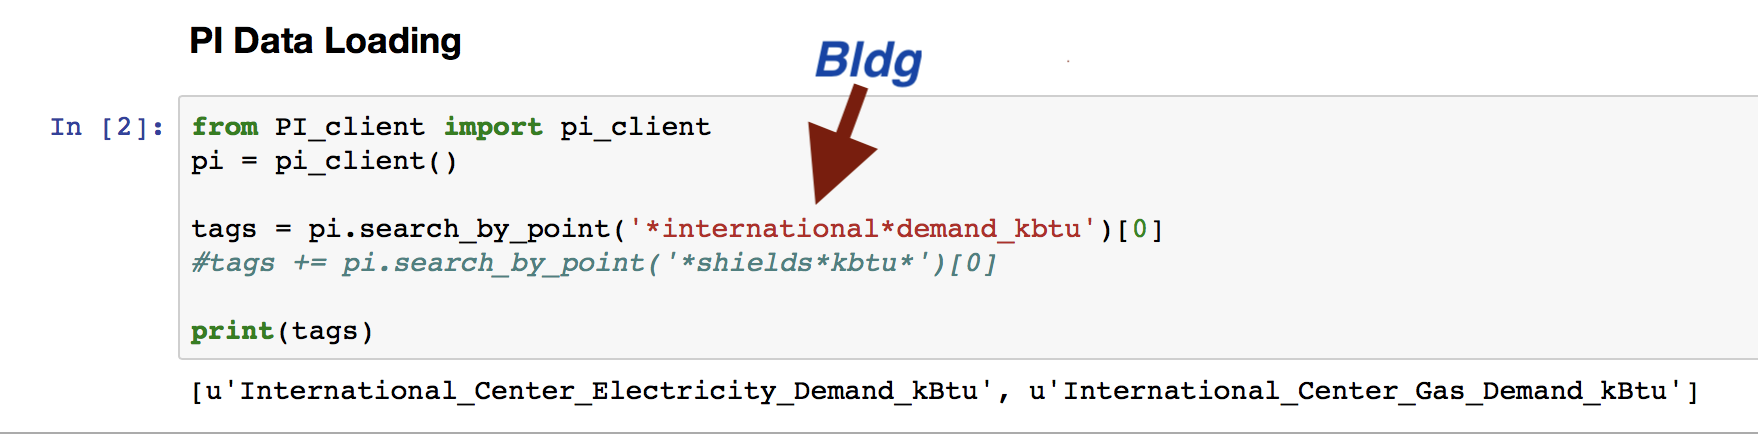 PI Data Loading
Bldg
In [2]:
from PI_client import pi_client
pi = pi_client()
tags = pi.search_by_point('*international*demand_kbtu')[0]
#tags += pi.search_by_point('*shields*kbtu*')[0]
print(tags)
[u'International_Center_Electricity_Demand_kBtu', u'International_Center_Gas_Demand_kBtu']